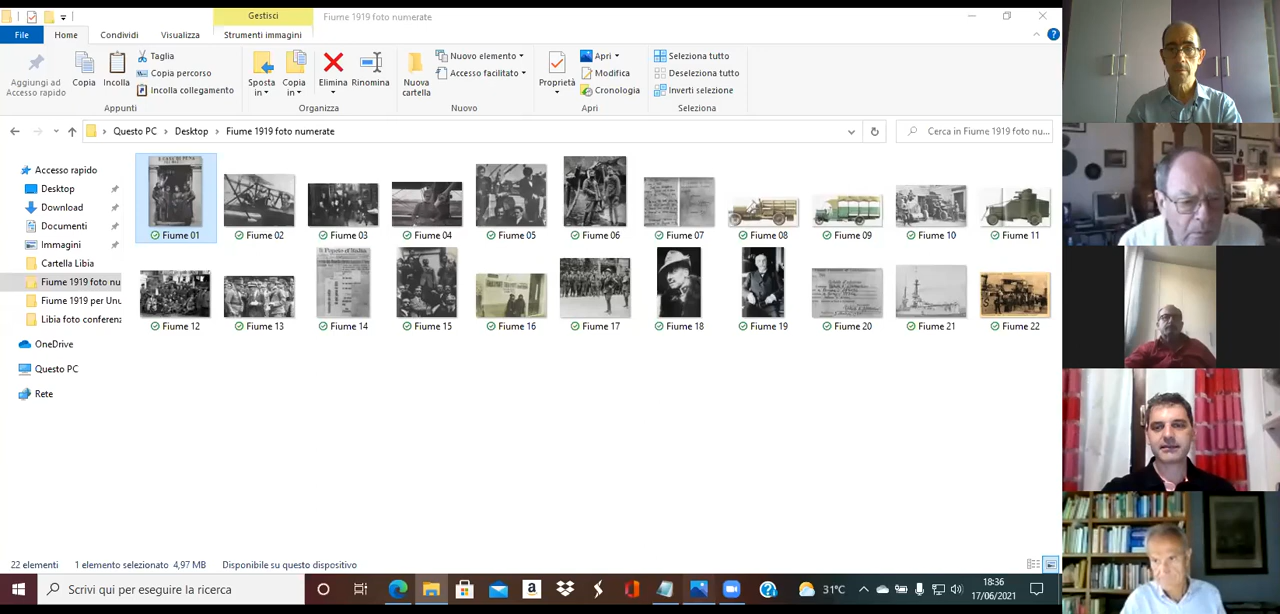 Gestisci
Fiume 1919 foto numerate
File
Home
Condividi
Visualizza
Strumenti immagini
Aggiungi ad
Accesso rapido
Copia
Incolla
Taglia
Copia percorso
Incolla collegamento
Appunti
Sposta
in
Copia
in
Elimina
Rinomina
Organizza
Nuova
cartella
Nuovo elemento
Accesso facilitato
Nuovo
Proprietà
Apri
Modifica
Cronologia
Apri
Seleziona tutto
Deseleziona tutto
Inverti selezione
Seleziona
Questo PC > Desktop > Fiume 1919 foto numerate
Cerca in Fiume 1919 foto nu...
Accesso rapido
Desktop
Download
Documenti
Immagini
Cartella Libia
Fiume 1919 foto nu
Fiume 1919 per Unu
Libia foto conferenz
OneDrive
Questo PC
Rete
Fiume 01 Fiume 02 Fiume 03 Fiume 04 Fiume 05 Fiume 06 Fiume 07 Fiume 08 Fiume 09 Fiume 10 Fiume 11
Fiume 12 Fiume 13 Fiume 14 Fiume 15 Fiume 16 Fiume 17 Fiume 18 Fiume 19 Fiume 20 Fiume 21 Fiume 22
22 elementi 1 elemento selezionato 4,97 MB Disponibile su questo dispositivo
Scrivi qui per eseguire la ricerca
31°C
18:36
17/06/2021